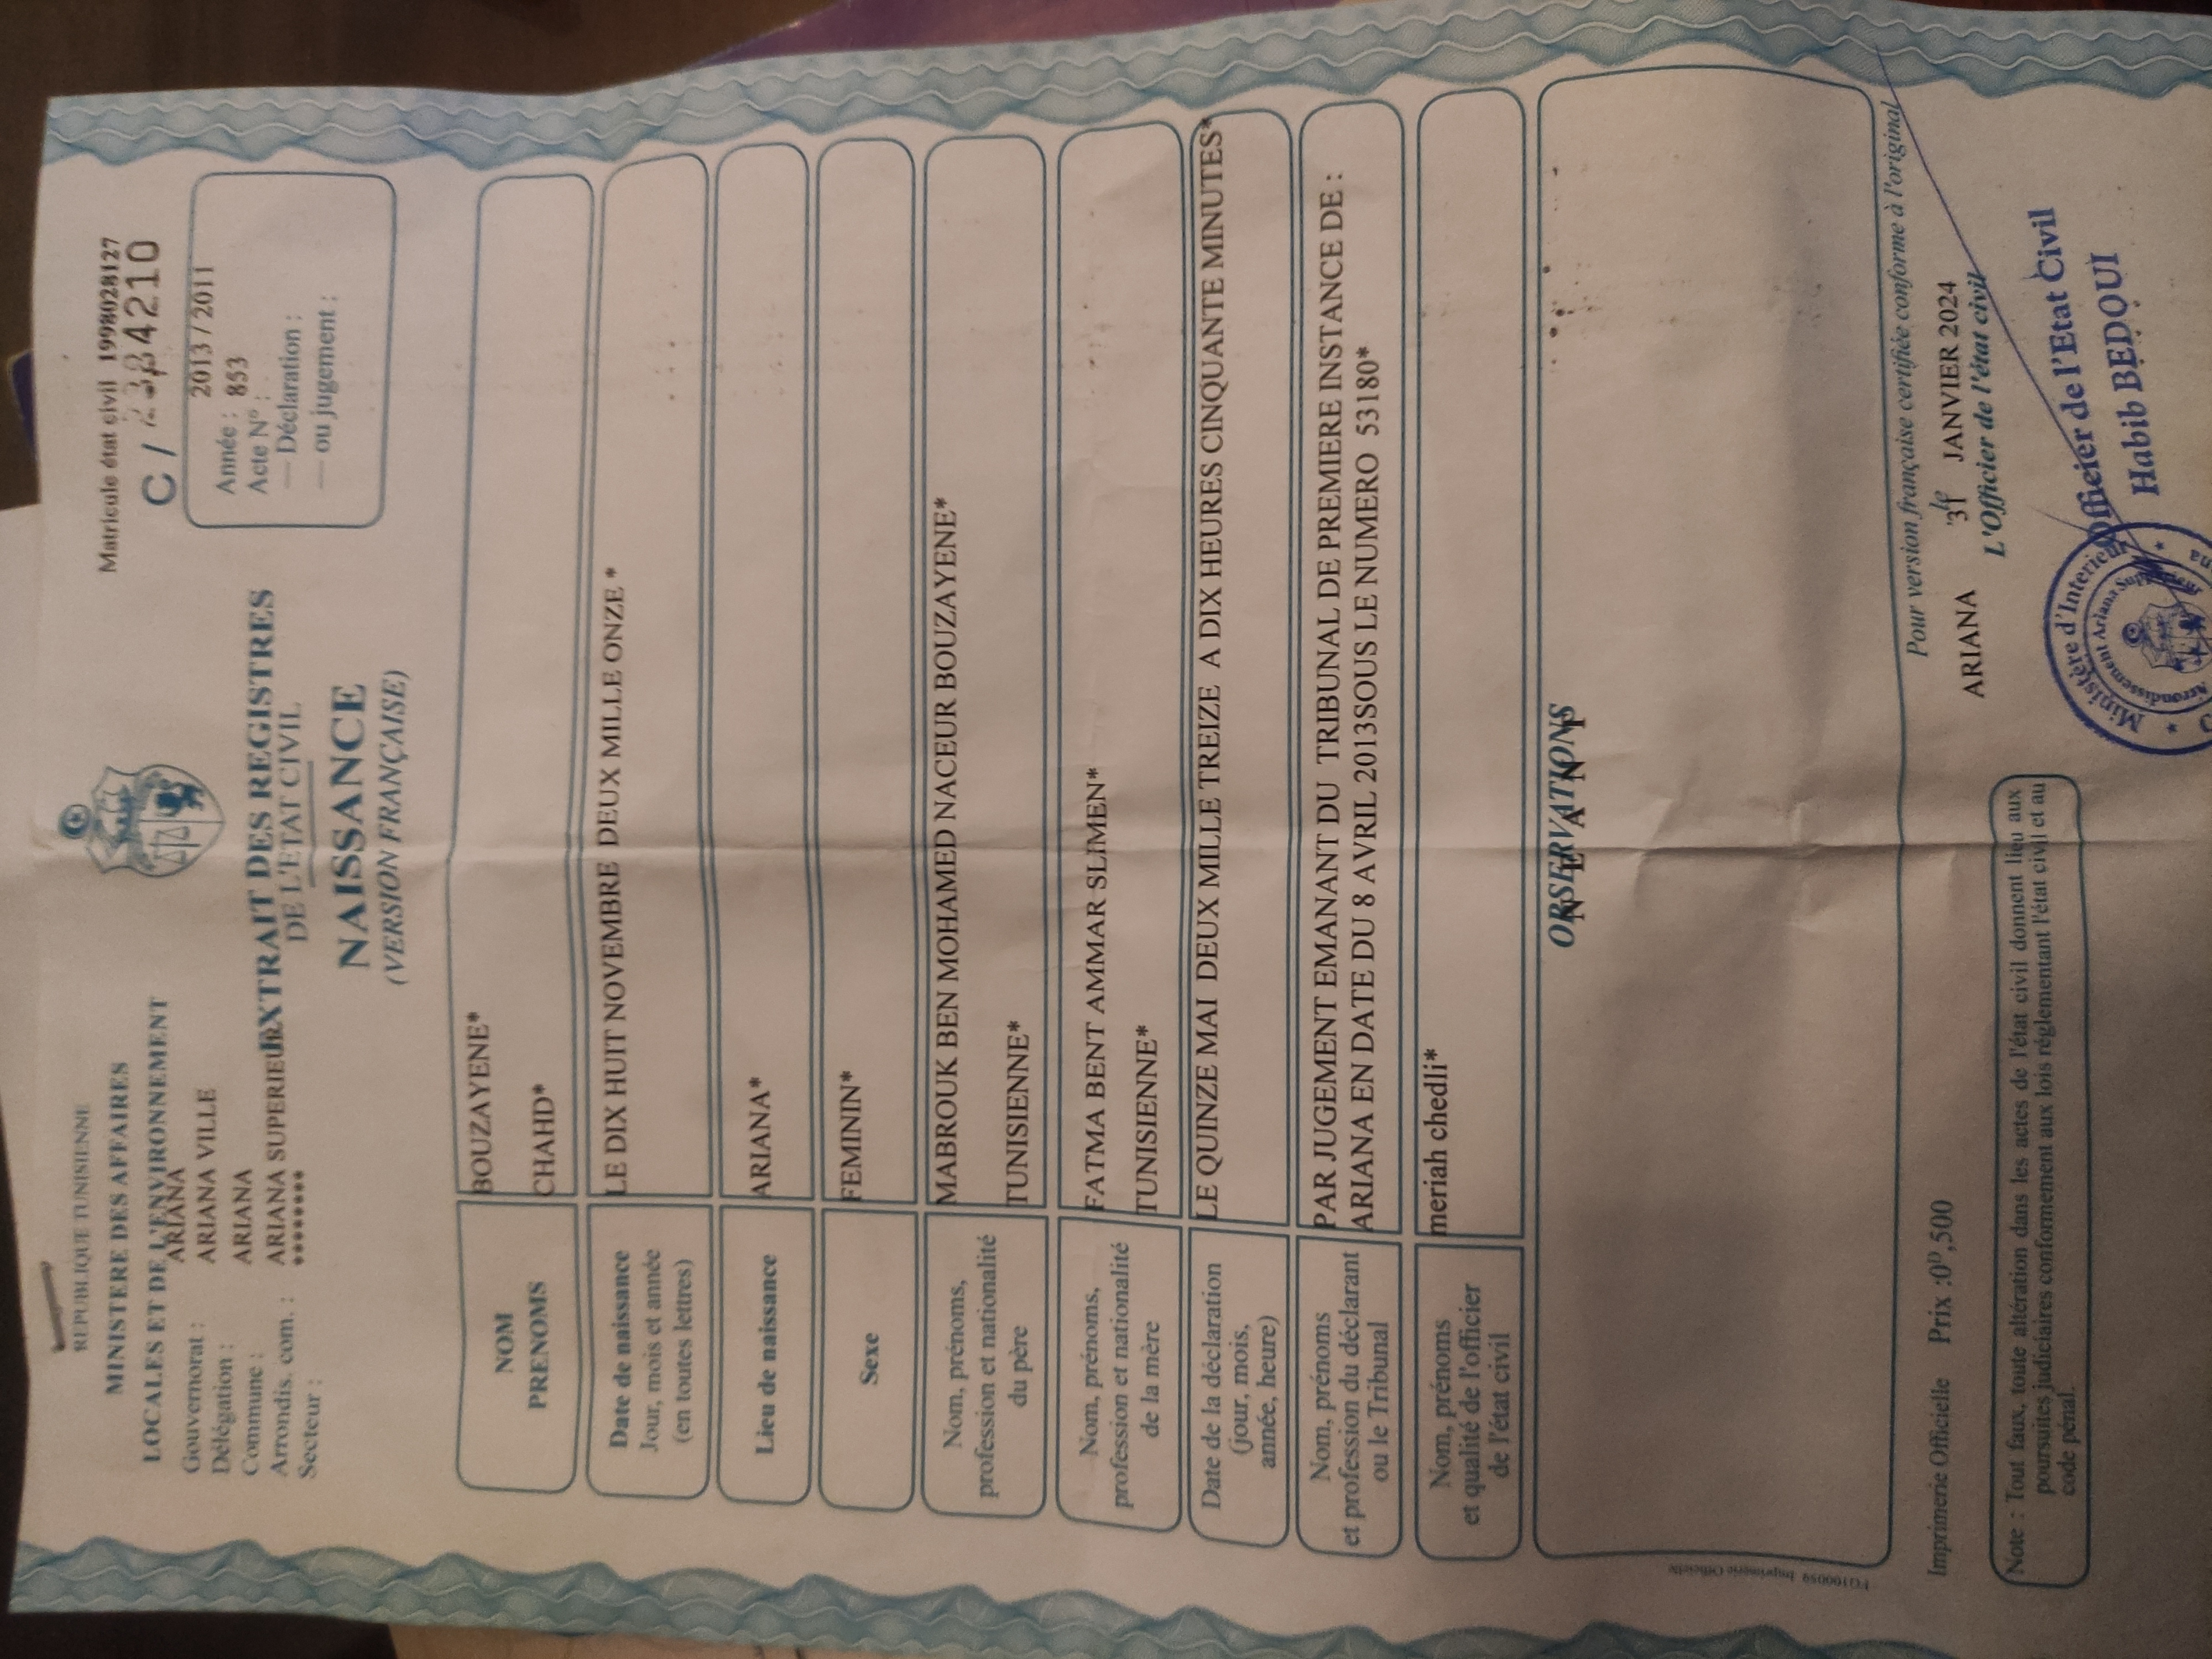 REPUBLIQUE TUNISIENNE
MINISTERE DES AFFAIRES
LOCALES ET DE L'ENVIRONNEMENT
Gouvernorat : ARIANA
Délégation : ARIANA VILLE
Commune : ARIANA
Arrondis. com. : ARIANA SUPERIEUR
Secteur : ********
Matricule état civil 1998028127
C /
Année : 2013 / 2011
Acte N° : 853
— Déclaration :
— ou jugement :
EXTRAIT DES REGISTRES
DE L'ETAT CIVIL
NAISSANCE
(VERSION FRANÇAISE)
NOM
PRENOMS
BOUZAYENE*
CHAHD*
Date de naissance
Jour, mois et année
(en toutes lettres)
LE DIX HUIT NOVEMBRE DEUX MILLE ONZE *
Lieu de naissance
ARIANA*
Sexe
FEMININ*
Nom, prénoms,
profession et nationalité
du père
MABROUK BEN MOHAMED NACEUR BOUZAYENE*
TUNISIENNE*
Nom, prénoms,
profession et nationalité
de la mère
FATMA BENT AMMAR SLIMEN*
TUNISIENNE*
Date de la déclaration
(jour, mois,
année, heure)
LE QUINZE MAI DEUX MILLE TREIZE A DIX HEURES CINQUANTE MINUTES*
Nom, prénoms
et profession du déclarant
ou le Tribunal
PAR JUGEMENT EMANANT DU TRIBUNAL DE PREMIERE INSTANCE DE :
ARIANA EN DATE DU 8 AVRIL 2013SOUS LE NUMERO 53180*
Nom, prénoms
et qualité de l'officier
de l'état civil
meriah chedli*
OBSERVATIONS
N E A N T
Pour version française certifiée conforme à l'original
ARIANA JANVIER 2024
L'Officier de l'état civil
Officier de l'Etat Civil
Habib BEDOUI
Ministère d'Interieur
Arrondissement Ariana
Imprimerie Officielle Prix :0ᴰ,500
Note : Tout faux, toute altération dans les actes de l'état civil donnent lieu aux
poursuites judiciaires conformement aux lois réglementant l'état civil et au
code pénal.
FG100059 Imprimerie Officielle